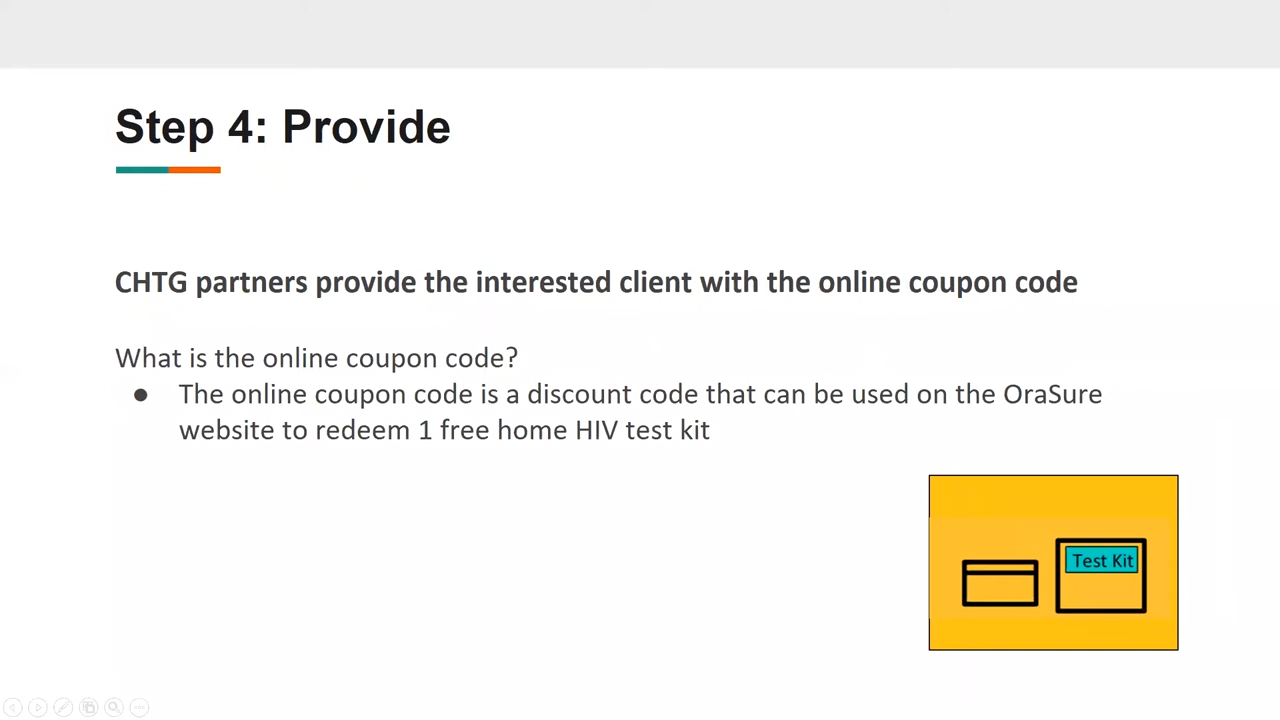 Step 4: Provide
CHTG partners provide the interested client with the online coupon code
What is the online coupon code?
● The online coupon code is a discount code that can be used on the OraSure
website to redeem 1 free home HIV test kit
Test Kit